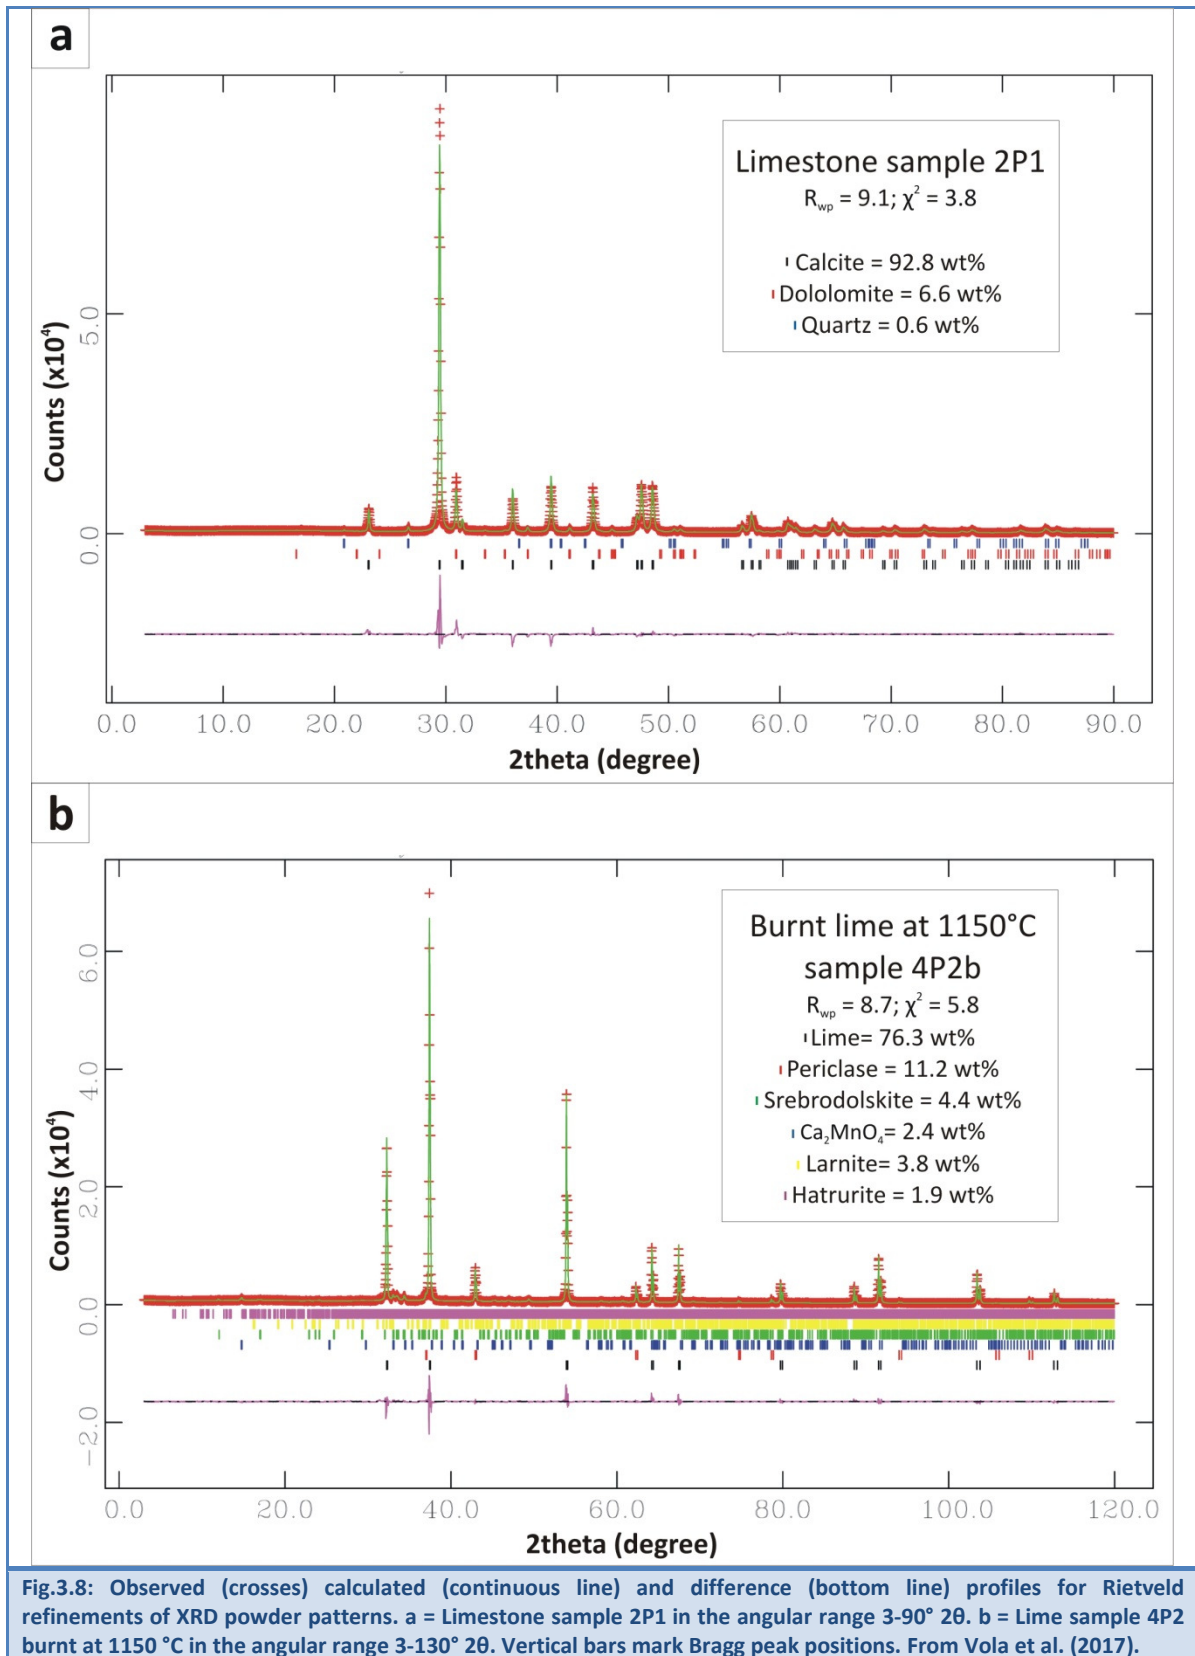 a
Counts (x10⁴)
5.0
0.0
Limestone sample 2P1
Rwp = 9.1; χ² = 3.8
Calcite = 92.8 wt%
Dololomite = 6.6 wt%
Quartz = 0.6 wt%
0.0 10.0 20.0 30.0 40.0 50.0 60.0 70.0 80.0 90.0
2theta (degree)
b
Counts (x10⁴)
6.0
4.0
2.0
0.0
−2.0
Burnt lime at 1150°C
sample 4P2b
Rwp = 8.7; χ² = 5.8
Lime= 76.3 wt%
Periclase = 11.2 wt%
Srebrodolskite = 4.4 wt%
Ca₂MnO₄= 2.4 wt%
Larnite= 3.8 wt%
Hatrurite = 1.9 wt%
0.0 20.0 40.0 60.0 80.0 100.0 120.0
2theta (degree)
Fig.3.8: Observed (crosses) calculated (continuous line) and difference (bottom line) profiles for Rietveld
refinements of XRD powder patterns. a = Limestone sample 2P1 in the angular range 3-90° 2θ. b = Lime sample 4P2
burnt at 1150 °C in the angular range 3-130° 2θ. Vertical bars mark Bragg peak positions. From Vola et al. (2017).